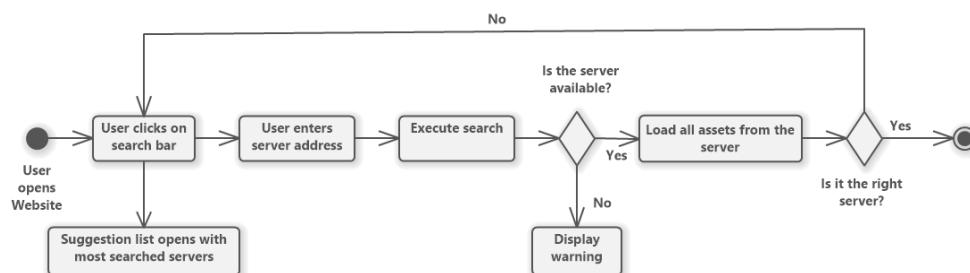 No
Is the server
available?
User clicks on
search bar
User enters
server address
Execute search
Load all assets from the
server
Yes
Yes
User
opens
Website
Is it the right
server?
No
Suggestion list opens with
most searched servers
Display
warning